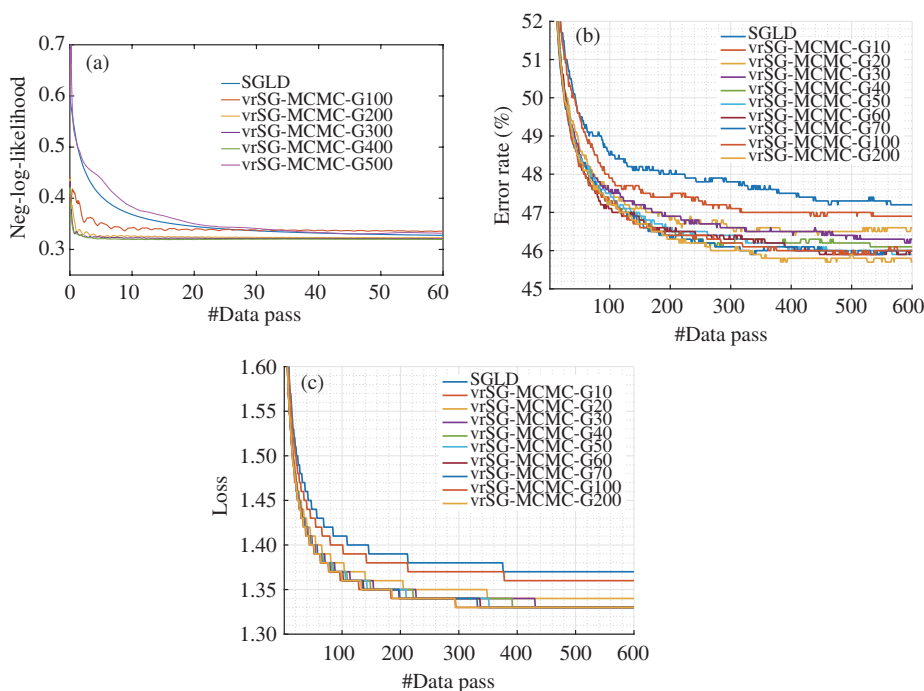 0.7
0.6
0.5
0.4
0.3
Neg-log-likelihood
(a)
SGLD
vrSG-MCMC-G100
vrSG-MCMC-G200
vrSG-MCMC-G300
vrSG-MCMC-G400
vrSG-MCMC-G500
0 10 20 30 40 50 60
#Data pass
52
51
50
49
48
47
46
45
Error rate (%)
(b)
SGLD
vrSG-MCMC-G10
vrSG-MCMC-G20
vrSG-MCMC-G30
vrSG-MCMC-G40
vrSG-MCMC-G50
vrSG-MCMC-G60
vrSG-MCMC-G70
vrSG-MCMC-G100
vrSG-MCMC-G200
100 200 300 400 500 600
#Data pass
1.60
1.55
1.50
1.45
1.40
1.35
1.30
Loss
(c)
SGLD
vrSG-MCMC-G10
vrSG-MCMC-G20
vrSG-MCMC-G30
vrSG-MCMC-G40
vrSG-MCMC-G50
vrSG-MCMC-G60
vrSG-MCMC-G70
vrSG-MCMC-G100
vrSG-MCMC-G200
100 200 300 400 500 600
#Data pass